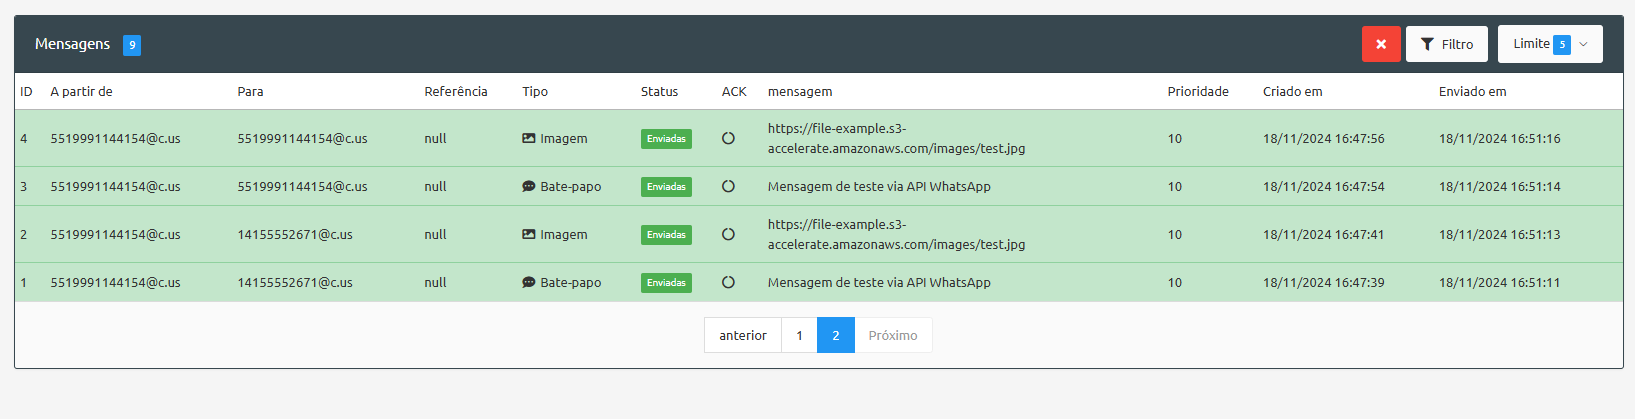 Mensagens 9 Filtro Limite 5
ID A partir de Para Referência Tipo Status ACK mensagem Prioridade Criado em Enviado em
4 5519991144154@c.us 5519991144154@c.us null Imagem Enviadas https://file-example.s3-
accelerate.amazonaws.com/images/test.jpg 10 18/11/2024 16:47:56 18/11/2024 16:51:16
3 5519991144154@c.us 5519991144154@c.us null Bate-papo Enviadas Mensagem de teste via API WhatsApp 10 18/11/2024 16:47:54 18/11/2024 16:51:14
2 5519991144154@c.us 14155552671@c.us null Imagem Enviadas https://file-example.s3-
accelerate.amazonaws.com/images/test.jpg 10 18/11/2024 16:47:41 18/11/2024 16:51:13
1 5519991144154@c.us 14155552671@c.us null Bate-papo Enviadas Mensagem de teste via API WhatsApp 10 18/11/2024 16:47:39 18/11/2024 16:51:11
anterior 1 2 Próximo